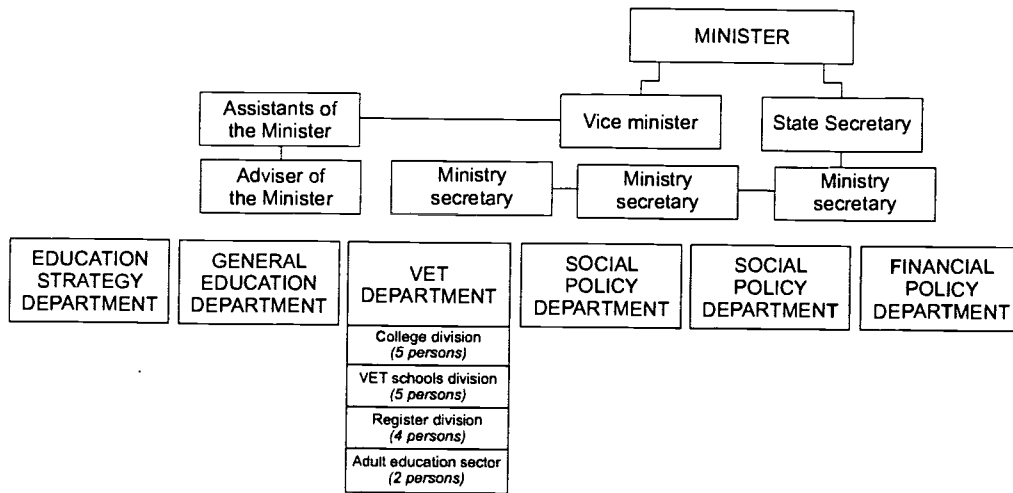 MINISTER
Assistants of
the Minister
Vice minister
State Secretary
Adviser of
the Minister
Ministry
secretary
Ministry
secretary
Ministry
secretary
EDUCATION
STRATEGY
DEPARTMENT
GENERAL
EDUCATION
DEPARTMENT
VET
DEPARTMENT
SOCIAL
POLICY
DEPARTMENT
SOCIAL
POLICY
DEPARTMENT
FINANCIAL
POLICY
DEPARTMENT
College division
(5 persons)
VET schools division
(5 persons)
Register division
(4 persons)
Adult education sector
(2 persons)